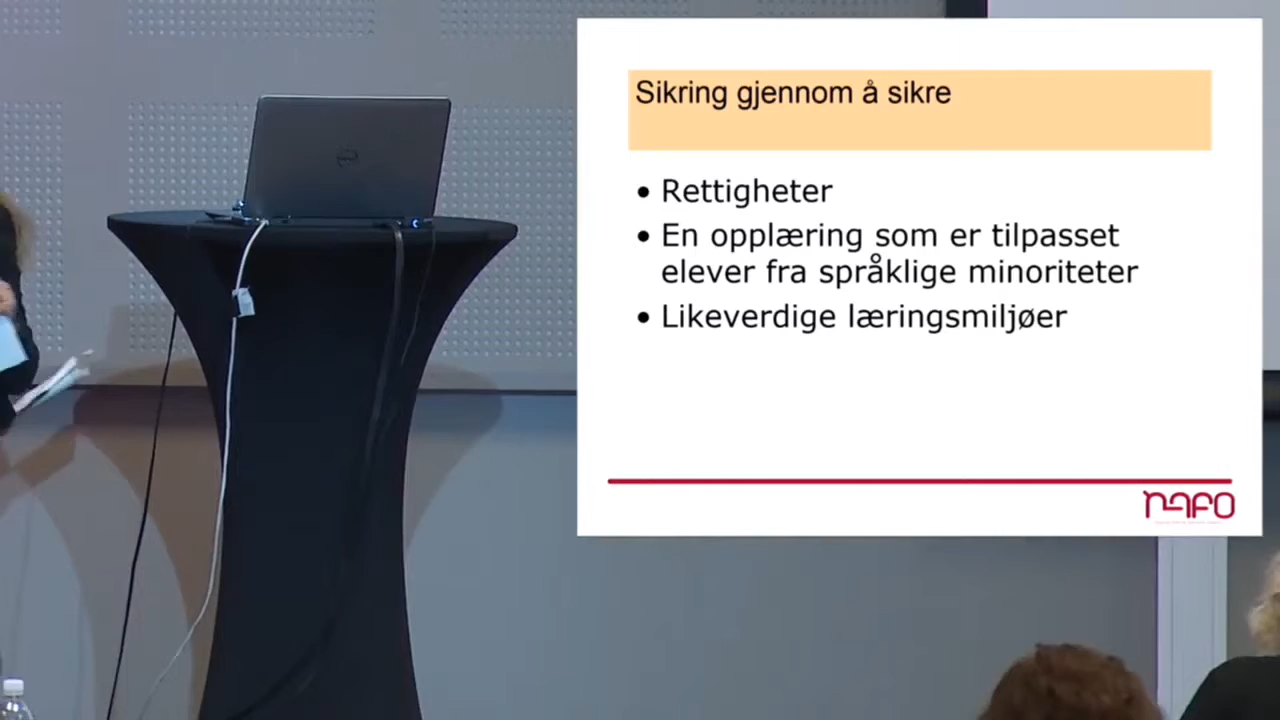 Sikring gjennom å sikre
• Rettigheter
• En opplæring som er tilpasset
elever fra språklige minoriteter
• Likeverdige læringsmiljøer
NAFO